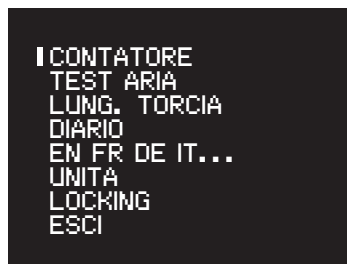 CONTATORE
TEST ARIA
LUNG. TORCIA
DIARIO
EN FR DE IT...
UNITA
LOCKING
ESCI